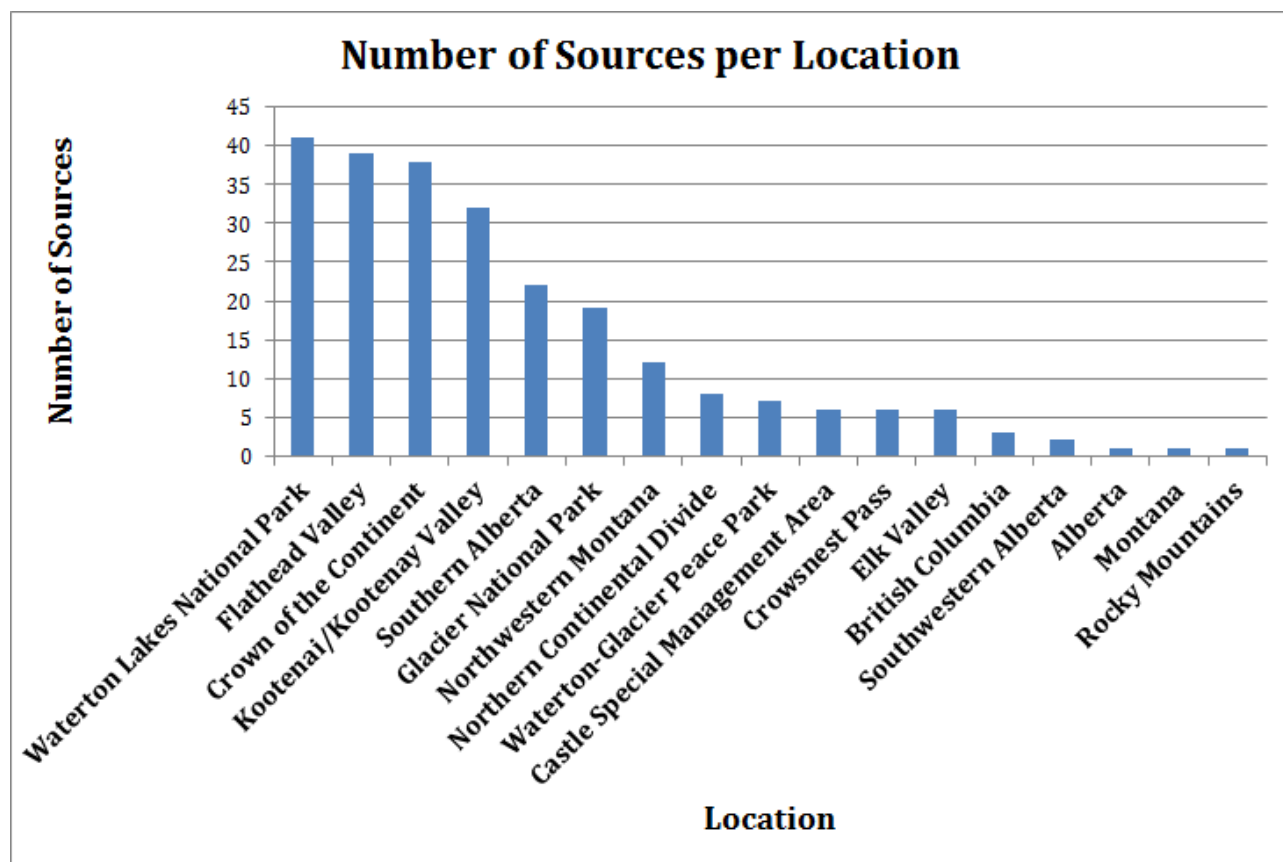 Number of Sources per Location
Number of Sources
45
40
35
30
25
20
15
10
5
0
Waterton Lakes National Park
Flathead Valley
Crown of the Continent
Kootenai/Kootenay Valley
Southern Alberta
Glacier National Park
Northwestern Montana
Northern Continental Divide
Waterton-Glacier Peace Park
Castle Special Management Area
Crowsnest Pass
Elk Valley
British Columbia
Southwestern Alberta
Alberta
Montana
Rocky Mountains
Location